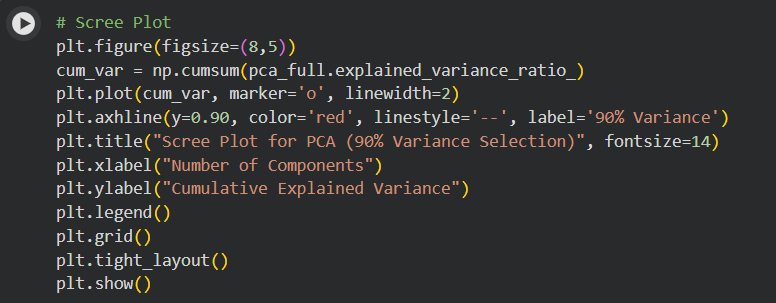 # Scree Plot
plt.figure(figsize=(8,5))
cum_var = np.cumsum(pca_full.explained_variance_ratio_)
plt.plot(cum_var, marker='o', linewidth=2)
plt.axhline(y=0.90, color='red', linestyle='--', label='90% Variance')
plt.title("Scree Plot for PCA (90% Variance Selection)", fontsize=14)
plt.xlabel("Number of Components")
plt.ylabel("Cumulative Explained Variance")
plt.legend()
plt.grid()
plt.tight_layout()
plt.show()